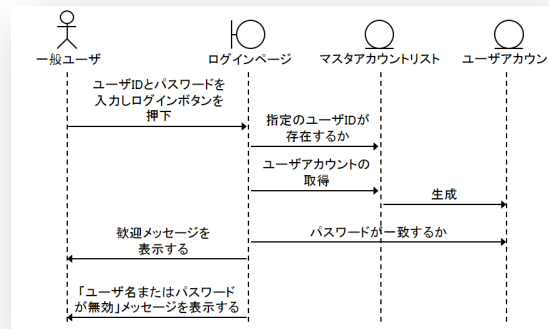 一般ユーザ
ログインページ
マスタアカウントリスト
ユーザアカウン
ユーザIDとパスワードを
入力しログインボタンを
押下
指定のユーザIDが
存在するか
ユーザアカウントの
取得
生成
歓迎メッセージを
表示する
パスワードが一致するか
「ユーザ名またはパスワード
が無効」メッセージを表示する